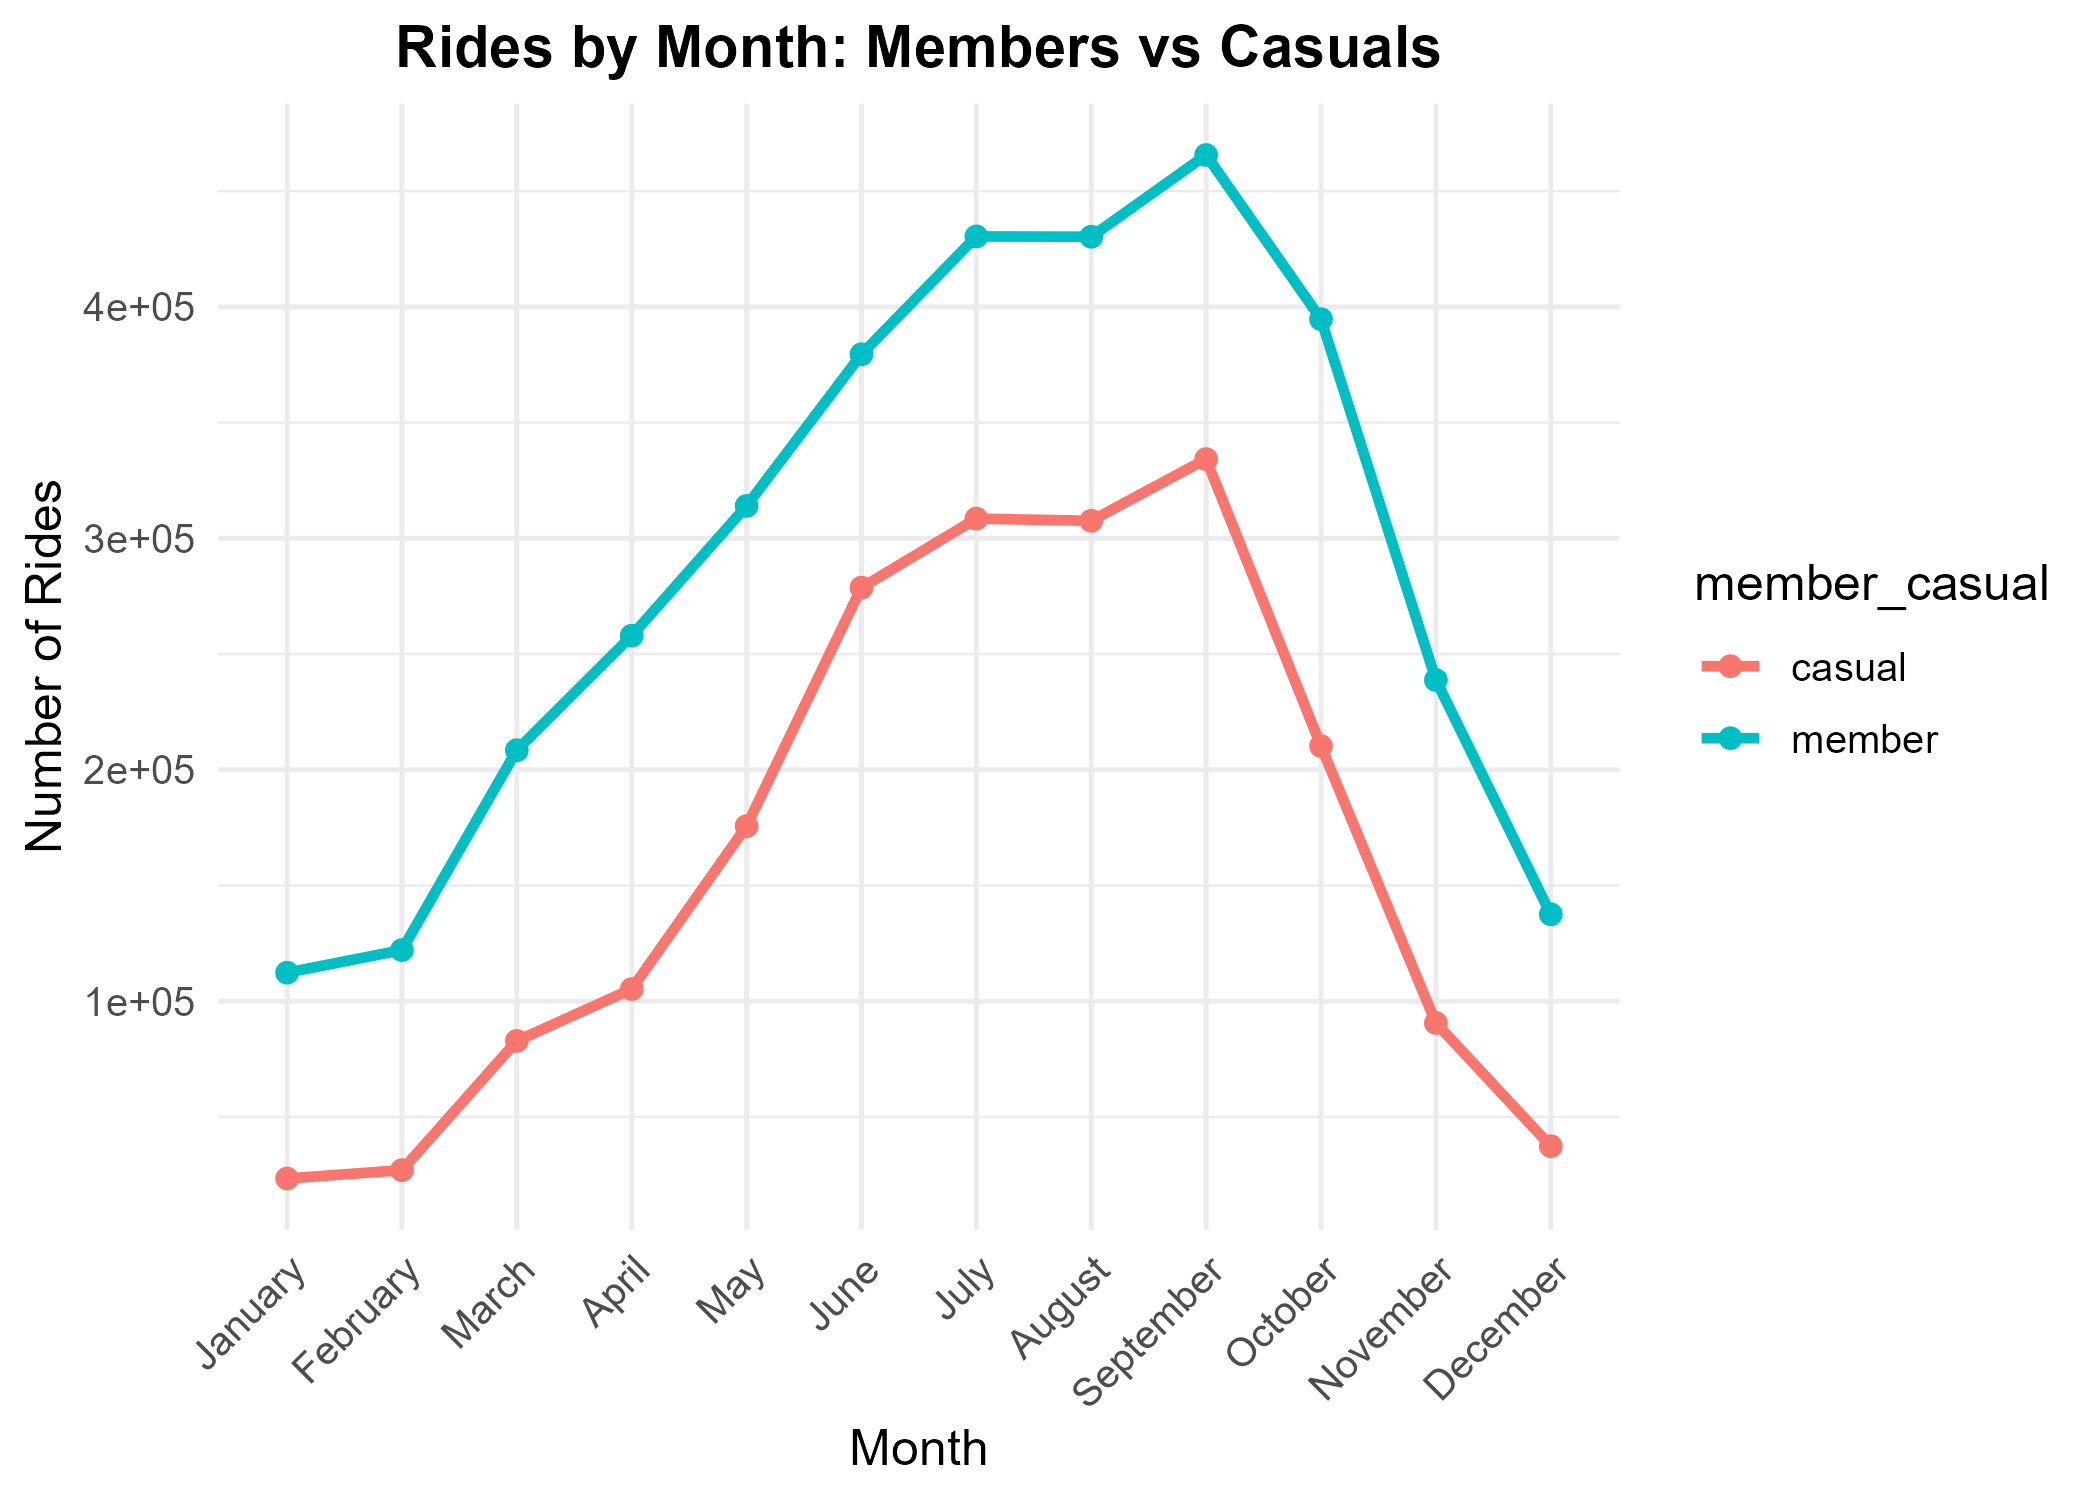 Rides by Month: Members vs Casuals
Number of Rides
4e+05
3e+05
2e+05
1e+05
January
February
March
April
May
June
July
August
September
October
November
December
Month
member_casual
casual
member